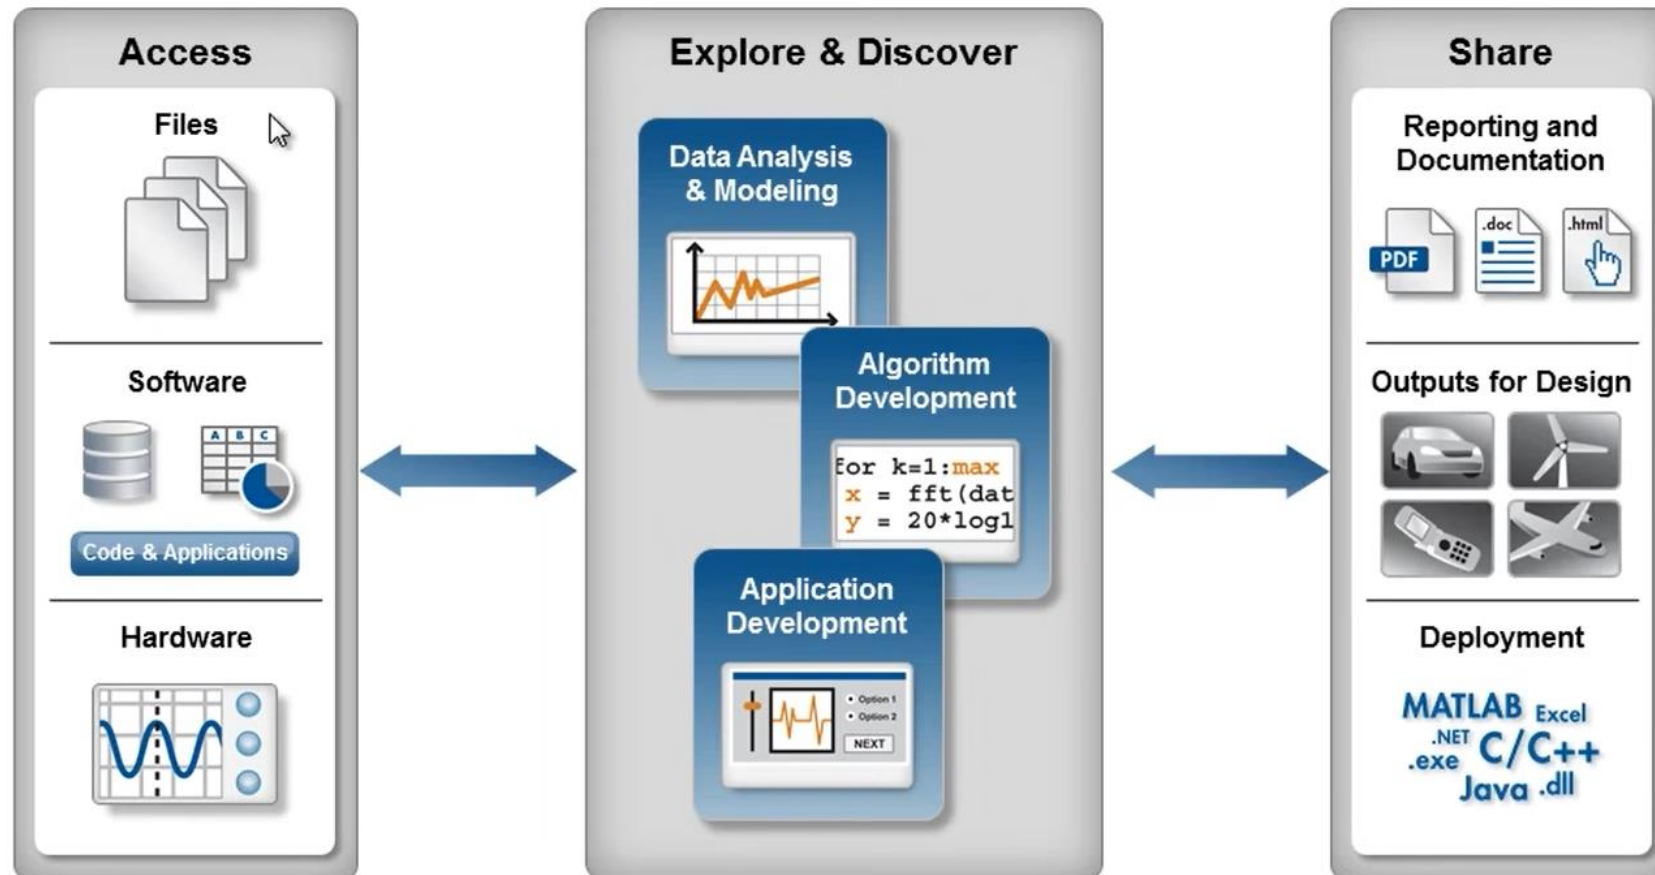 Access
Files
Software
A B C
Code & Applications
Hardware
Explore & Discover
Data Analysis
& Modeling
Algorithm
Development
for k=1:max
x = fft(dat
y = 20*log1
Application
Development
Option 1
Option 2
NEXT
Share
Reporting and
Documentation
PDF
.doc
.html
Outputs for Design
Deployment
MATLAB Excel
.NET C/C++
.exe
Java .dll